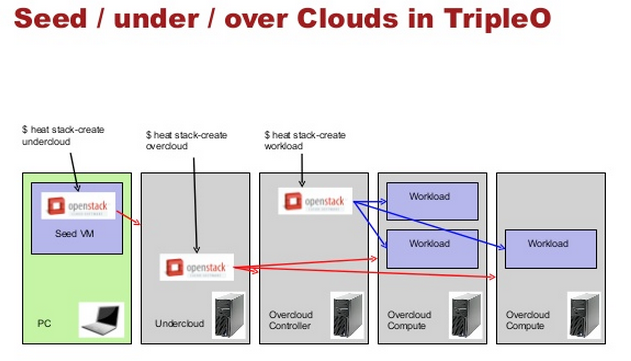 Seed / under / over Clouds in TripleO
$ heat stack-create
undercloud
$ heat stack-create
overcloud
$ heat stack-create
workload
openstack
Seed VM
PC
openstack
Undercloud
openstack
Overcloud
Controller
Workload
Workload
Overcloud
Compute
Workload
Overcloud
Compute